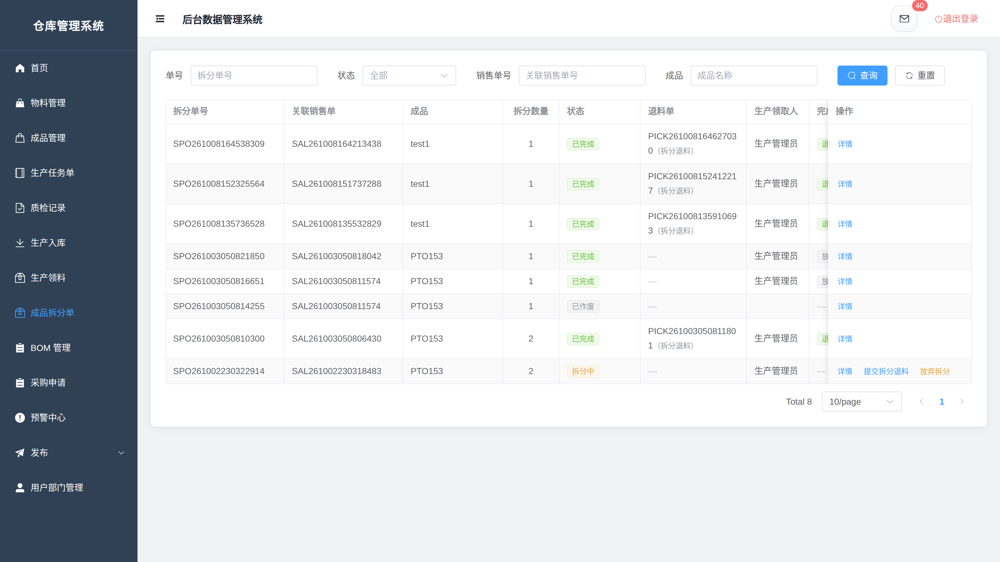 仓库管理系统
后台数据管理系统
40
退出登录
首页
物料管理
成品管理
生产任务单
质检记录
生产入库
生产领料
成品拆分单
BOM 管理
采购申请
预警中心
发布
用户部门管理
单号 拆分单号 状态 全部 销售单号 关联销售单号 成品 成品名称 查询 重置
拆分单号 关联销售单 成品 拆分数量 状态 退料单 生产领取人 完 操作
SPO261008164538309 SAL261008164213438 test1 1 已完成 PICK26100816462703
0（拆分退料） 生产管理员 退 详情
SPO261008152325564 SAL261008151737288 test1 1 已完成 PICK26100815241221
7（拆分退料） 生产管理员 退 详情
SPO261008135736528 SAL261008135532829 test1 1 已完成 PICK26100813591069
3（拆分退料） 生产管理员 退 详情
SPO261003050821850 SAL261003050818042 PTO153 1 已完成 — 生产管理员 放 详情
SPO261003050816651 SAL261003050811574 PTO153 1 已完成 — 生产管理员 放 详情
SPO261003050814255 SAL261003050811574 PTO153 1 已作废 — — 详情
SPO261003050810300 SAL261003050806430 PTO153 2 已完成 PICK26100305081180
1（拆分退料） 生产管理员 退 详情
SPO261002230322914 SAL261002230318483 PTO153 2 拆分中 — 生产管理员 — 详情 提交拆分退料 放弃拆分
Total 8 10/page 1